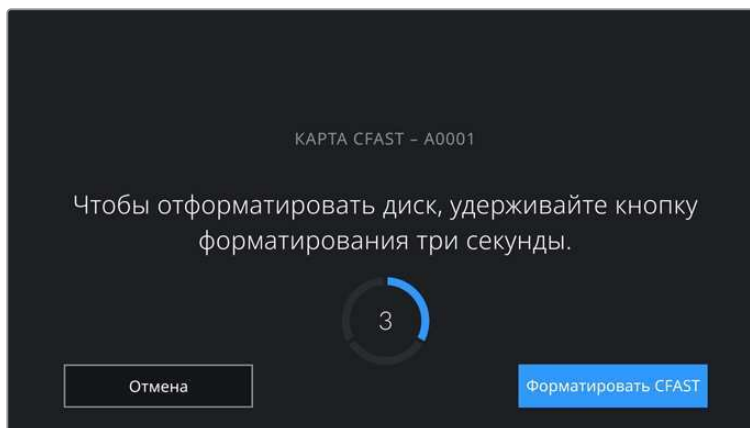 КАРТА CFAST – A0001
Чтобы отформатировать диск, удерживайте кнопку
форматирования три секунды.
3
Отмена
Форматировать CFAST